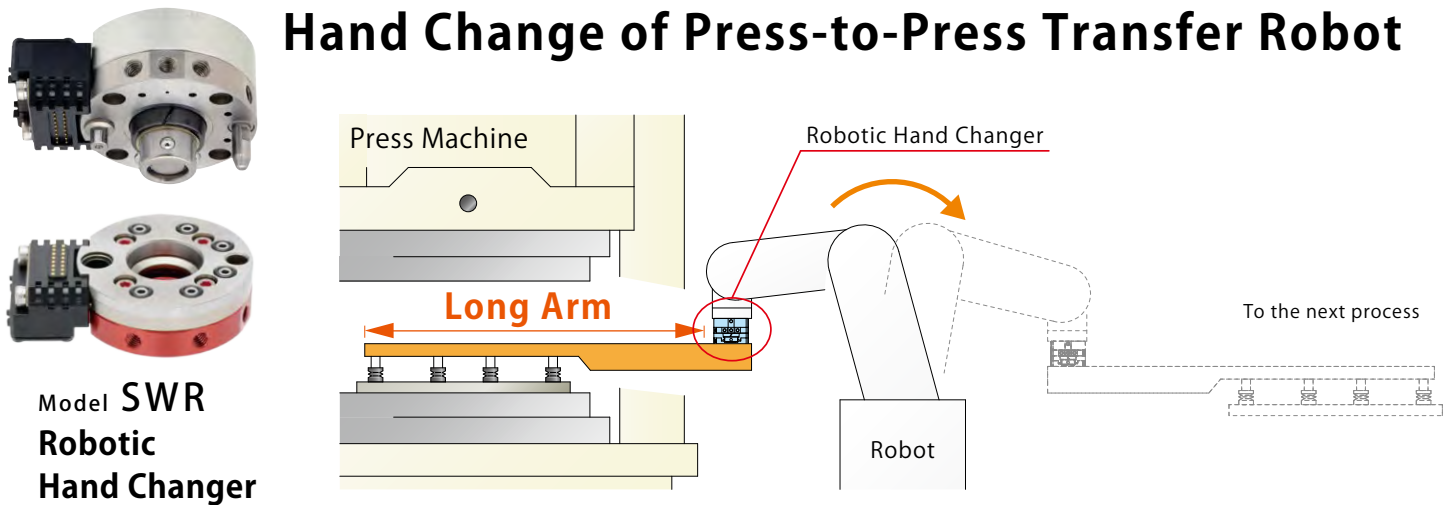 Hand Change of Press-to-Press Transfer Robot
Press Machine
Robotic Hand Changer
Long Arm
To the next process
Robot
Model SWR
Robotic
Hand Changer